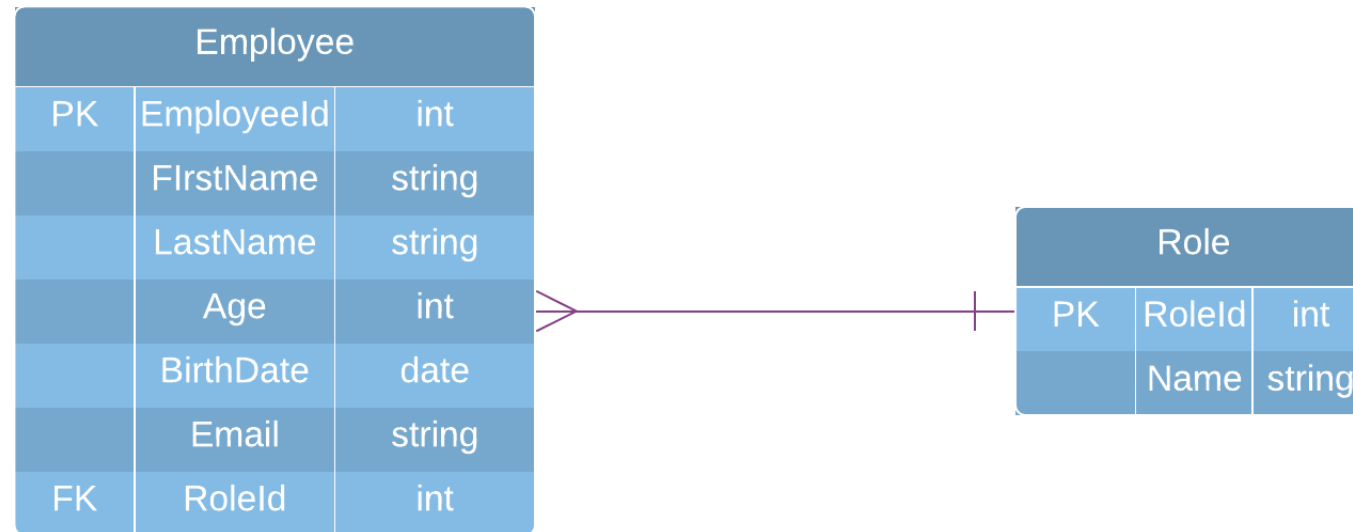 Employee
PK EmployeeId int
FIrstName string
LastName string
Age int
BirthDate date
Email string
FK RoleId int
Role
PK RoleId int
Name string